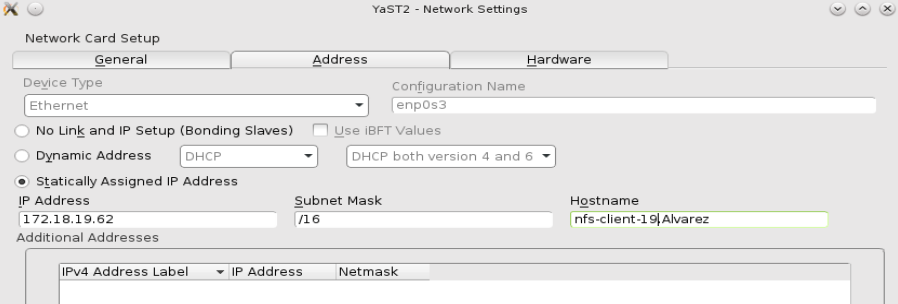 YaST2 - Network Settings
Network Card Setup
General Address Hardware
Device Type Configuration Name
Ethernet enp0s3
No Link and IP Setup (Bonding Slaves) Use iBFT Values
Dynamic Address DHCP DHCP both version 4 and 6
Statically Assigned IP Address
IP Address Subnet Mask Hostname
172.18.19.62 /16 nfs-client-19.Alvarez
Additional Addresses
IPv4 Address Label IP Address Netmask